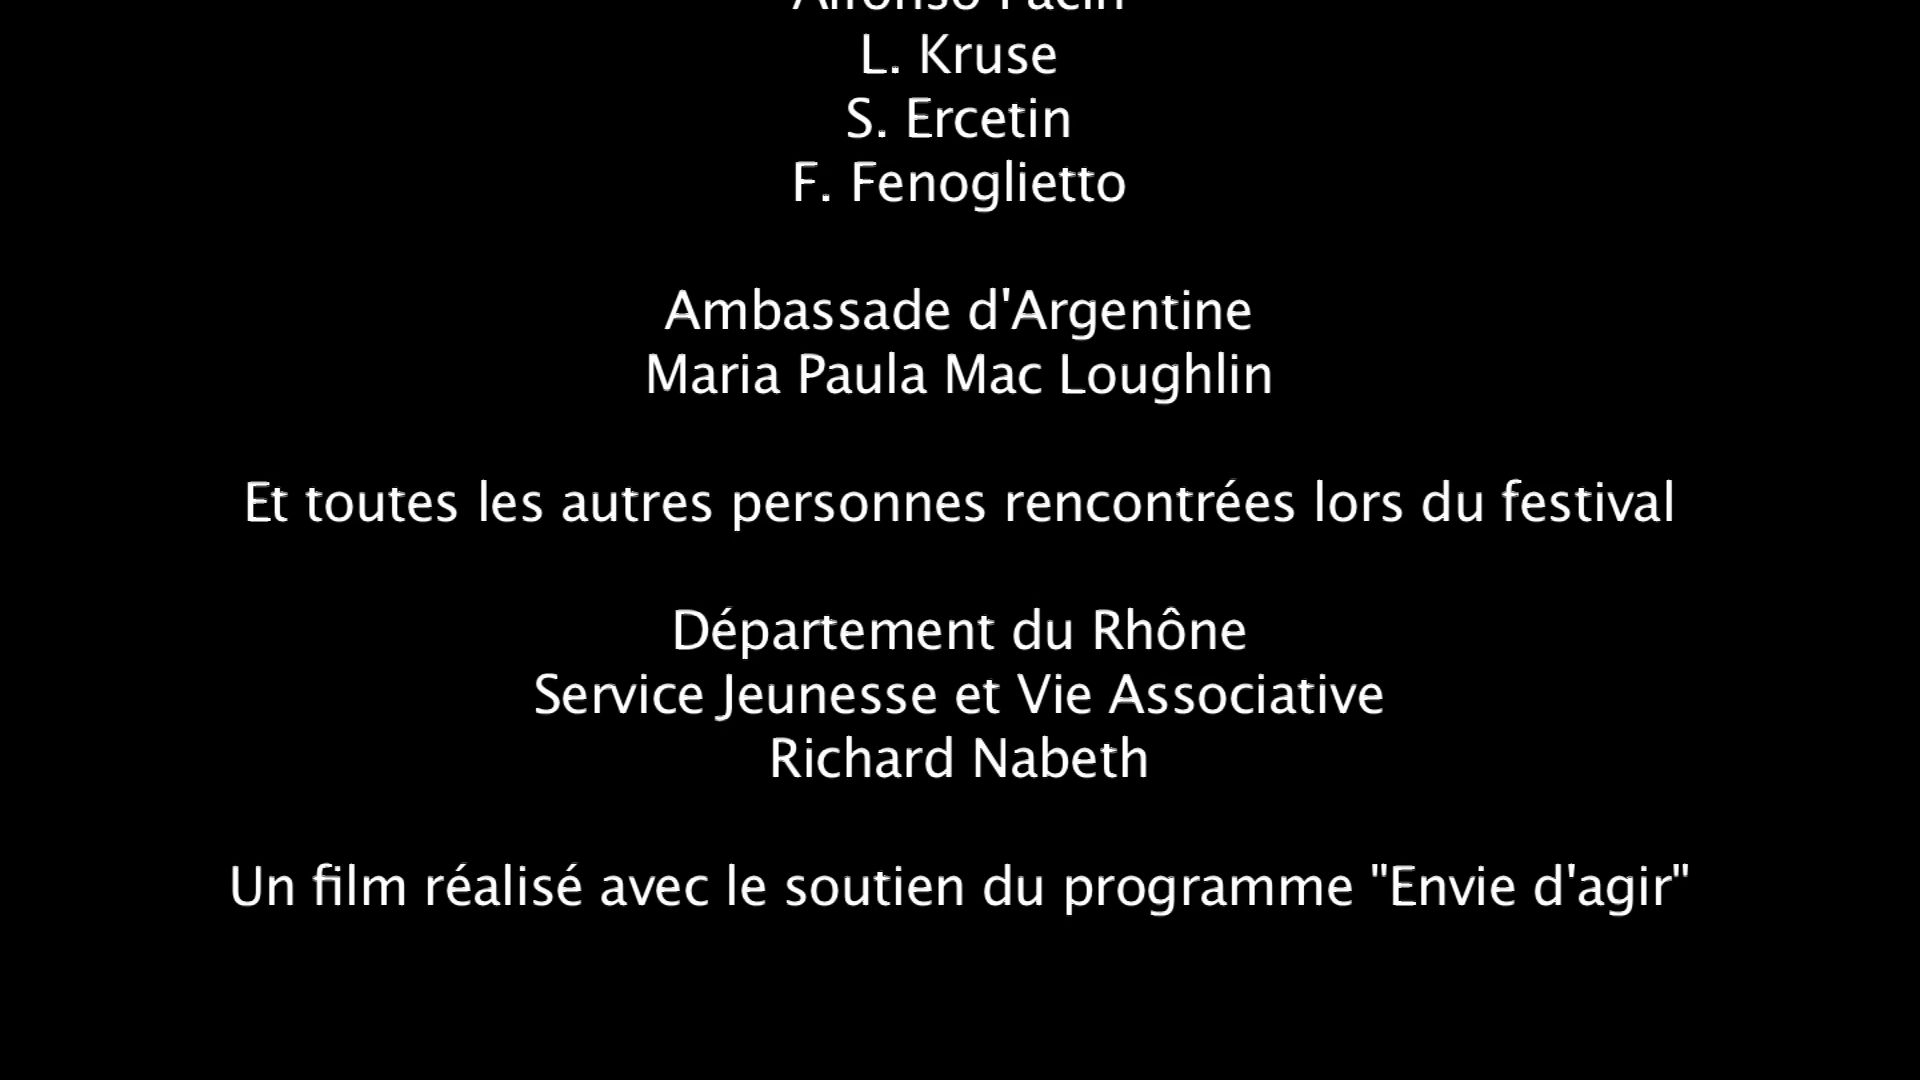 L. Kruse
S. Ercetin
F. Fenoglietto
Ambassade d'Argentine
Maria Paula Mac Loughlin
Et toutes les autres personnes rencontrées lors du festival
Département du Rhône
Service Jeunesse et Vie Associative
Richard Nabeth
Un film réalisé avec le soutien du programme "Envie d'agir"